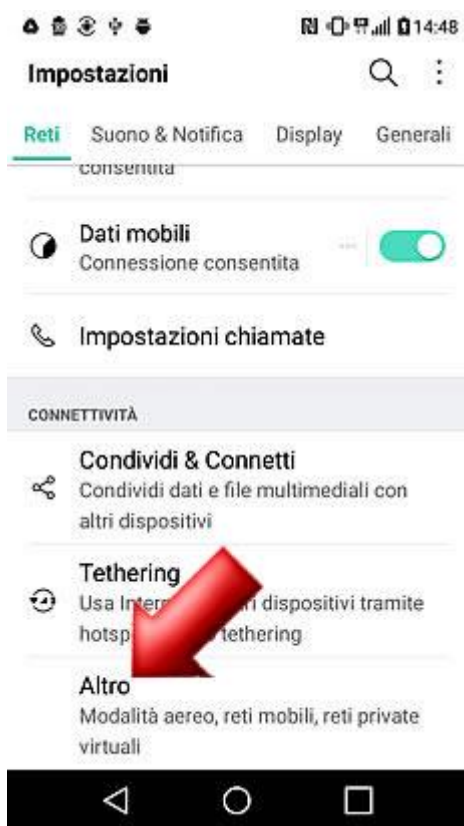 14:48
Impostazioni
Reti Suono & Notifica Display Generali
consentita
Dati mobili
Connessione consentita
Impostazioni chiamate
CONNETTIVITÀ
Condividi & Connetti
Condividi dati e file multimediali con
altri dispositivi
Tethering
Usa dispositivi tramite
tethering
Altro
Modalità aereo, reti mobili, reti private
virtuali